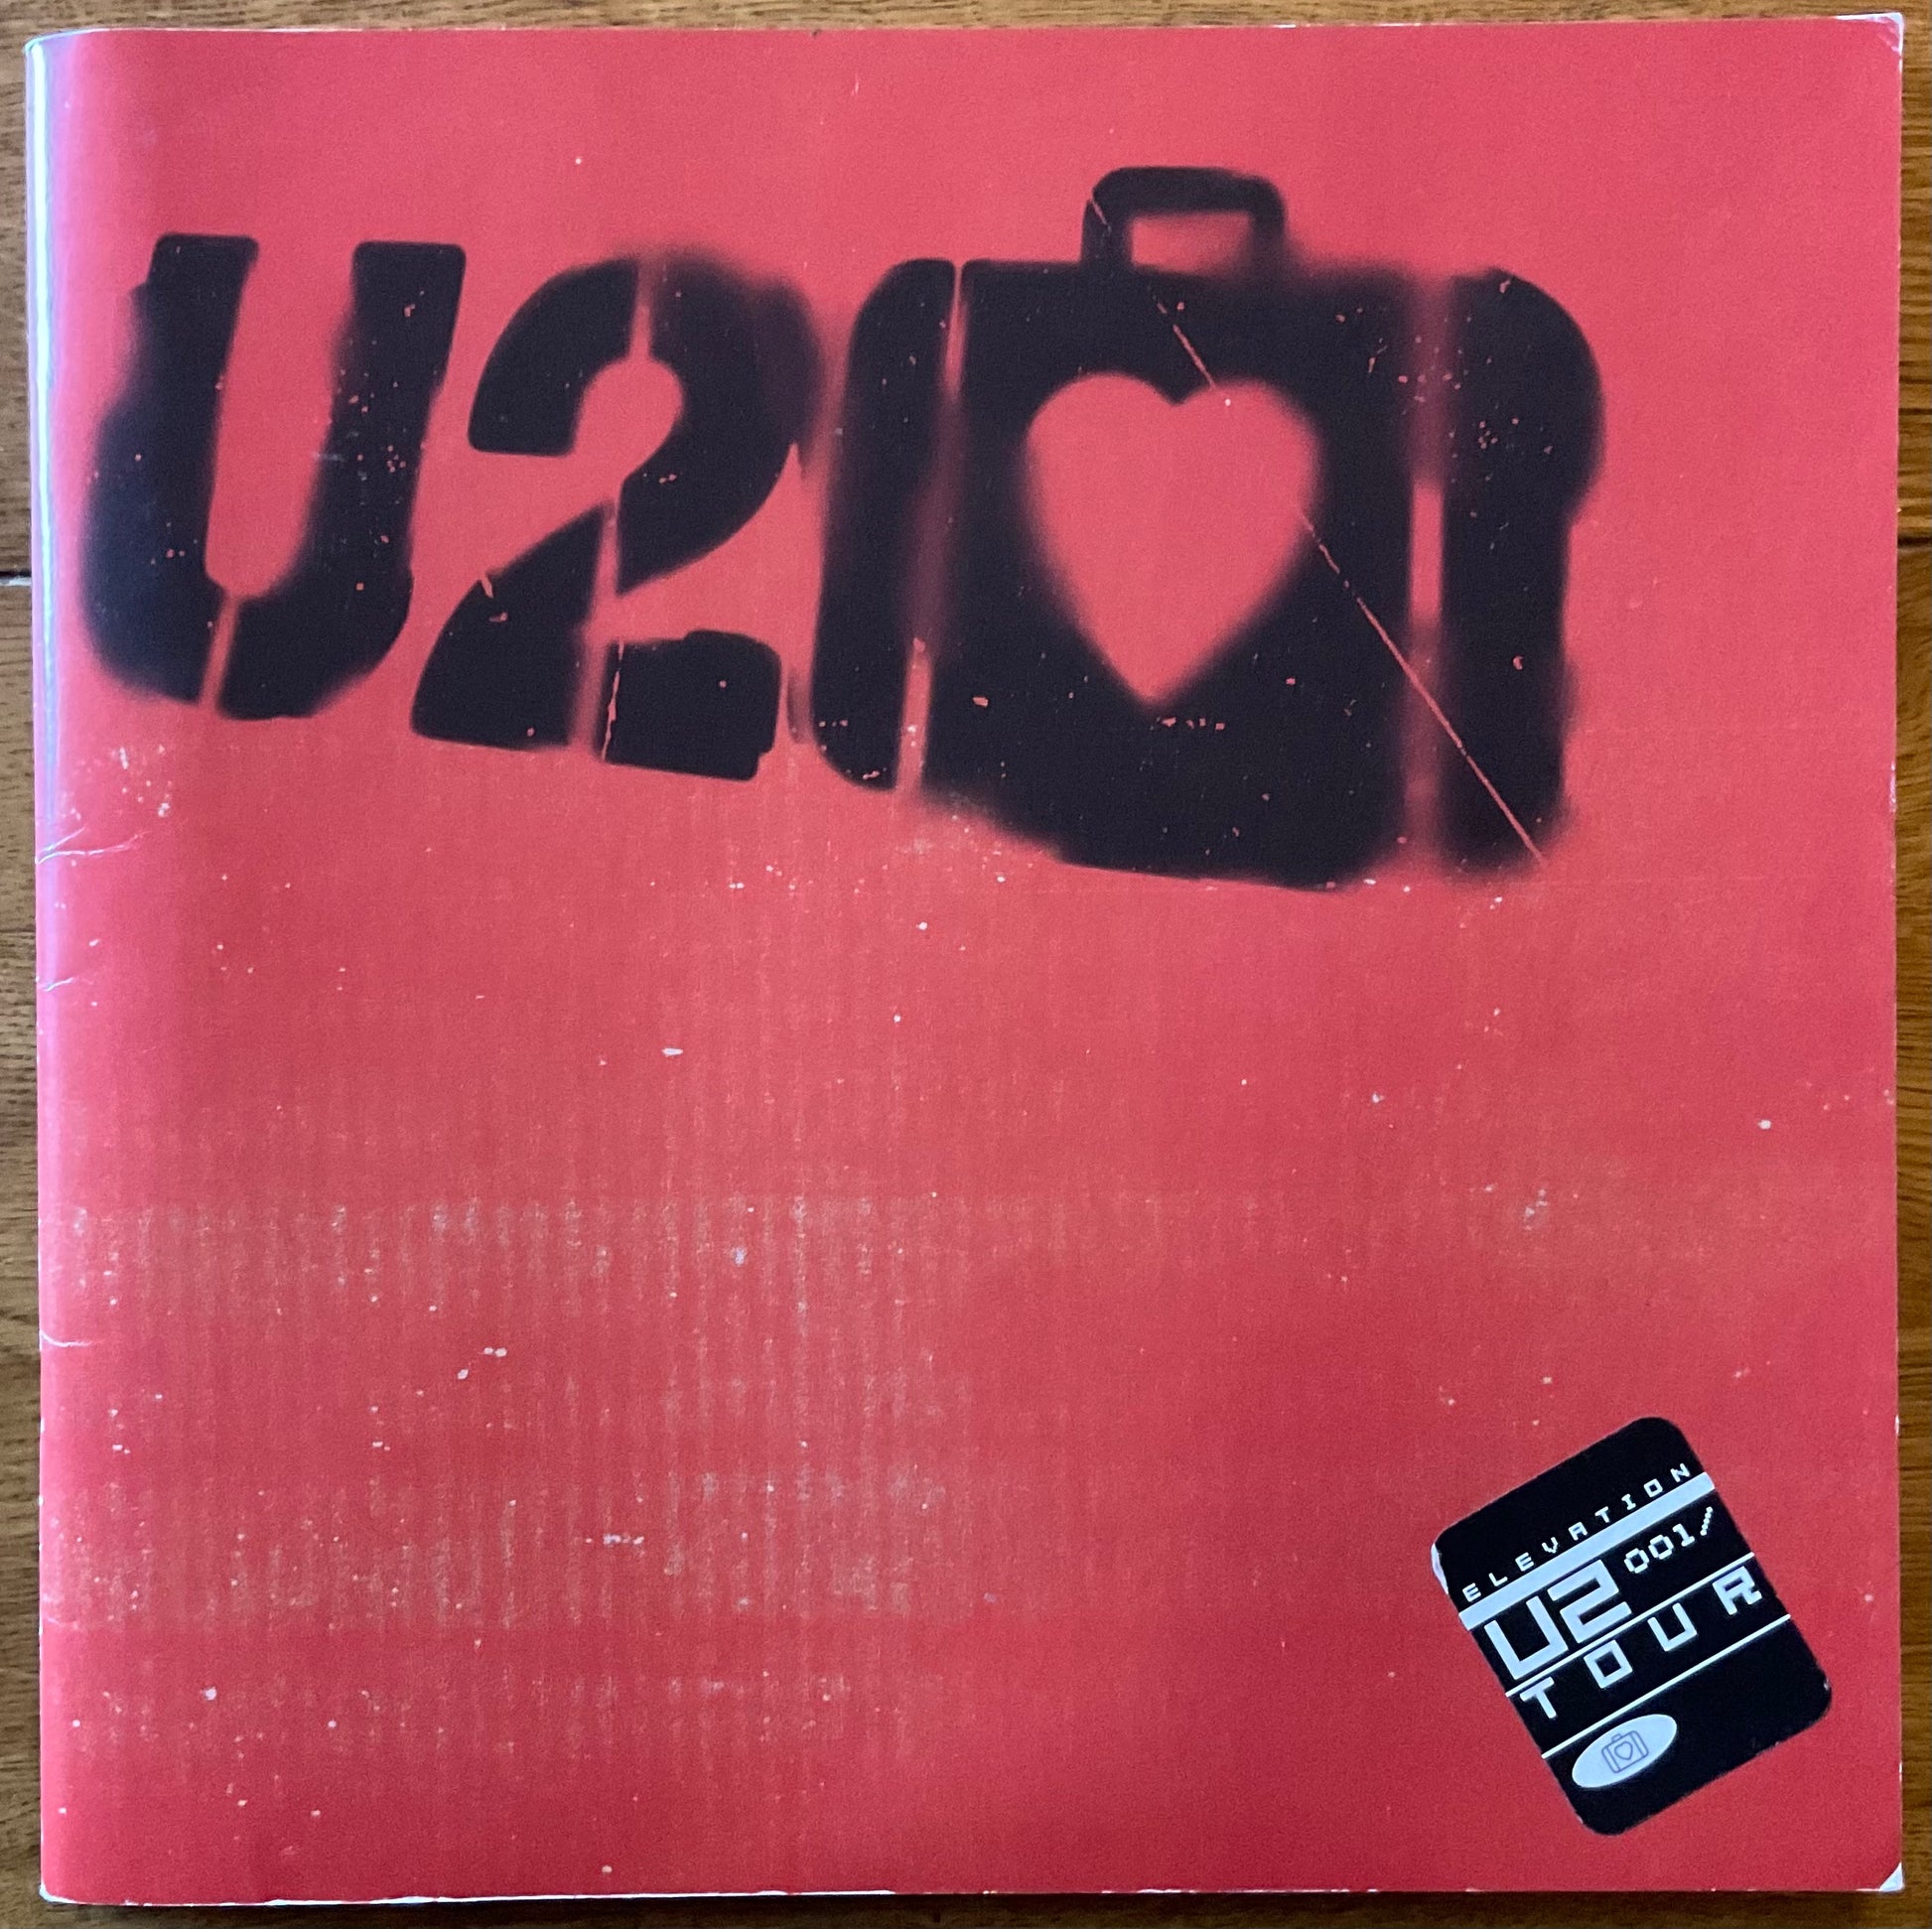 U2
ELEVATION
U2 001/
TOUR